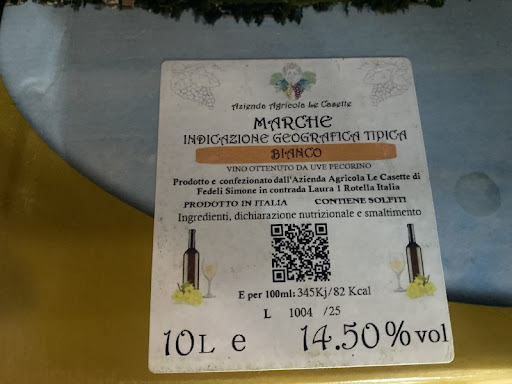 Azienda Agricola Le Casette
MARCHE
INDICAZIONE GEOGRAFICA TIPICA
BIANCO
VINO OTTENUTO DA UVE PECORINO
Prodotto e confezionato dall'Azienda Agricola Le Casette di
Fedeli Simone in contrada Laura 1 Rotella Italia
PRODOTTO IN ITALIA CONTIENE SOLFITI
Ingredienti, dichiarazione nutrizionale e smaltimento
E per 100ml: 345Kj/82 Kcal
L 1004 /25
10L e 14.50%vol